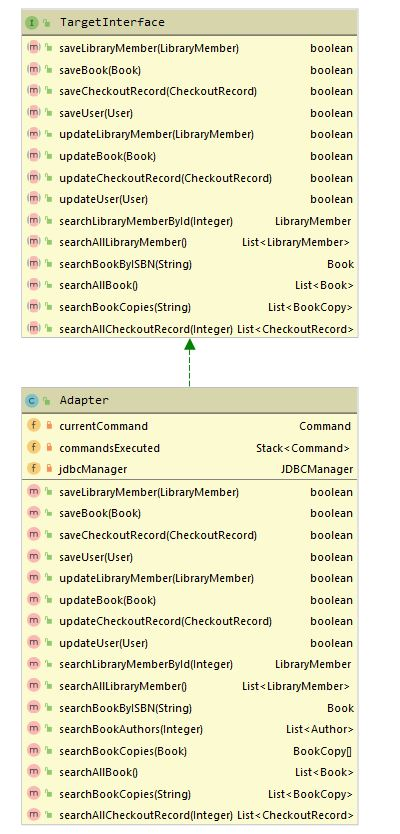 I TargetInterface
m saveLibraryMember(LibraryMember) boolean
m saveBook(Book) boolean
m saveCheckoutRecord(CheckoutRecord) boolean
m saveUser(User) boolean
m updateLibraryMember(LibraryMember) boolean
m updateBook(Book) boolean
m updateCheckoutRecord(CheckoutRecord) boolean
m updateUser(User) boolean
m searchLibraryMemberById(Integer) LibraryMember
m searchAllLibraryMember() List<LibraryMember>
m searchBookByISBN(String) Book
m searchAllBook() List<Book>
m searchBookCopies(String) List<BookCopy>
m searchAllCheckoutRecord(Integer) List<CheckoutRecord>
C Adapter
f currentCommand Command
f commandsExecuted Stack<Command>
f jdbcManager JDBCManager
m saveLibraryMember(LibraryMember) boolean
m saveBook(Book) boolean
m saveCheckoutRecord(CheckoutRecord) boolean
m saveUser(User) boolean
m updateLibraryMember(LibraryMember) boolean
m updateBook(Book) boolean
m updateCheckoutRecord(CheckoutRecord) boolean
m updateUser(User) boolean
m searchLibraryMemberById(Integer) LibraryMember
m searchAllLibraryMember() List<LibraryMember>
m searchBookByISBN(String) Book
m searchBookAuthors(Integer) List<Author>
m searchBookCopies(Book) BookCopy[]
m searchAllBook() List<Book>
m searchBookCopies(String) List<BookCopy>
m searchAllCheckoutRecord(Integer) List<CheckoutRecord>